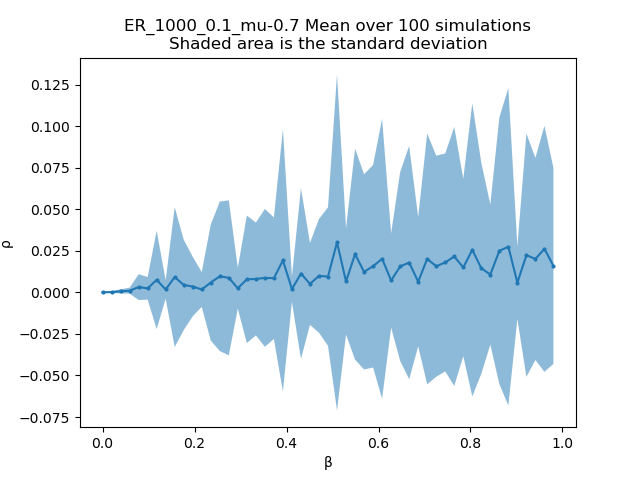 ER_1000_0.1_mu-0.7 Mean over 100 simulations
Shaded area is the standard deviation
0.125
0.100
0.075
0.050
0.025
0.000
−0.025
−0.050
−0.075
ρ
0.0 0.2 0.4 0.6 0.8 1.0
β